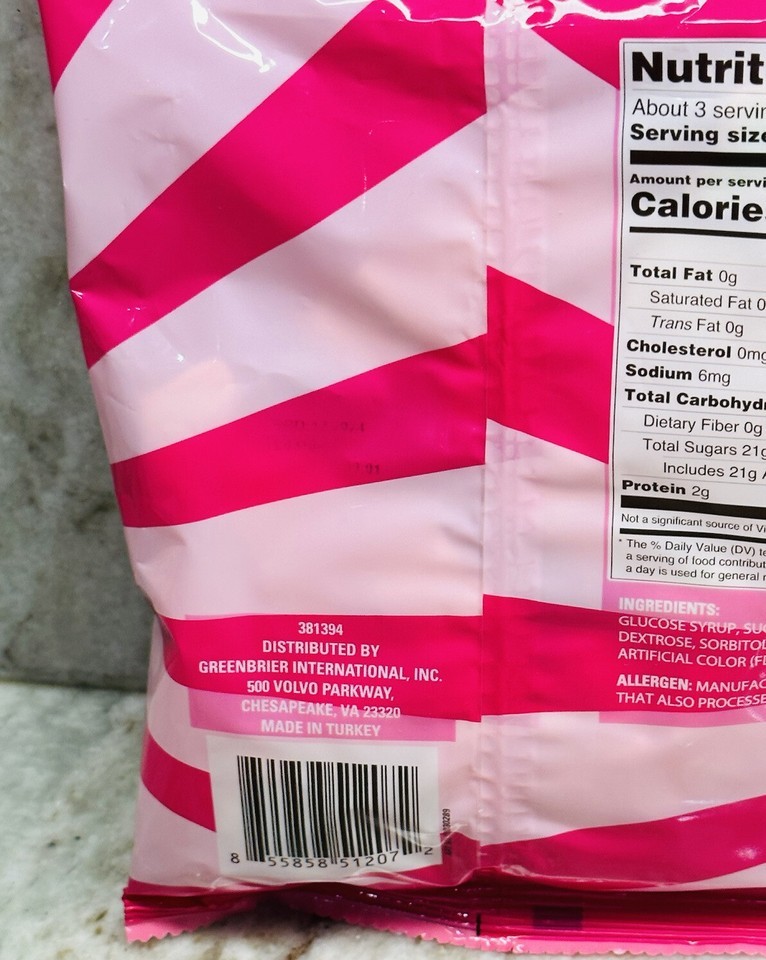 Nutrit
About 3 servin
Serving size
Amount per servi
Calorie
Total Fat 0g
Saturated Fat 0
Trans Fat 0g
Cholesterol 0mg
Sodium 6mg
Total Carbohydr
Dietary Fiber 0g
Total Sugars 21g
Includes 21g A
Protein 2g
Not a significant source of Vi
* The % Daily Value (DV) te
a serving of food contribut
a day is used for general n
INGREDIENTS:
GLUCOSE SYRUP, SUG
DEXTROSE, SORBITOL
ARTIFICIAL COLOR (F
ALLERGEN: MANUFAC
THAT ALSO PROCESSE
381394
DISTRIBUTED BY
GREENBRIER INTERNATIONAL, INC.
500 VOLVO PARKWAY,
CHESAPEAKE, VA 23320
MADE IN TURKEY
8 55858 51207 2